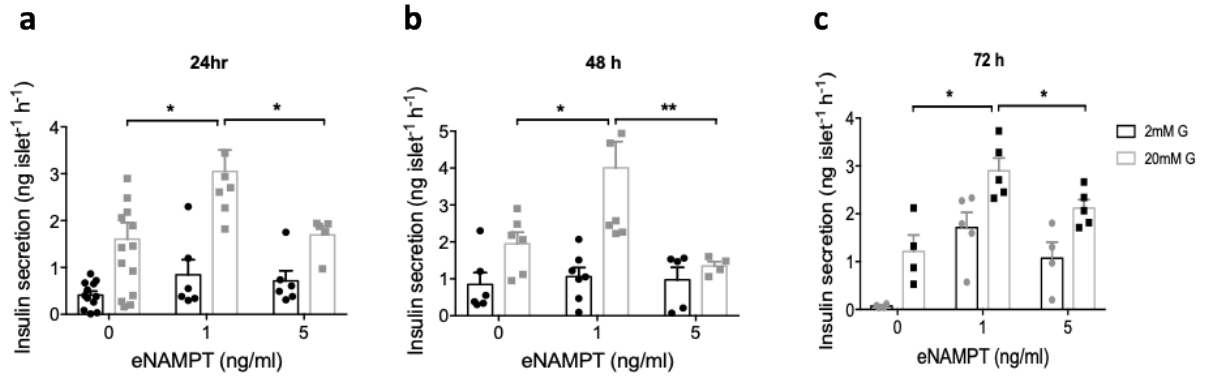 a
24hr
Insulin secretion (ng islet⁻¹ h⁻¹)
4
3
2
1
0
* *
0 1 5
eNAMPT (ng/ml)
b
48 h
Insulin secretion (ng islet⁻¹ h⁻¹)
5
4
3
2
1
0
* **
0 1 5
eNAMPT (ng/ml)
c
72 h
Insulin secretion (ng islet⁻¹ h⁻¹)
4
3
2
1
0
* *
0 1 5
eNAMPT (ng/ml)
2mM G
20mM G